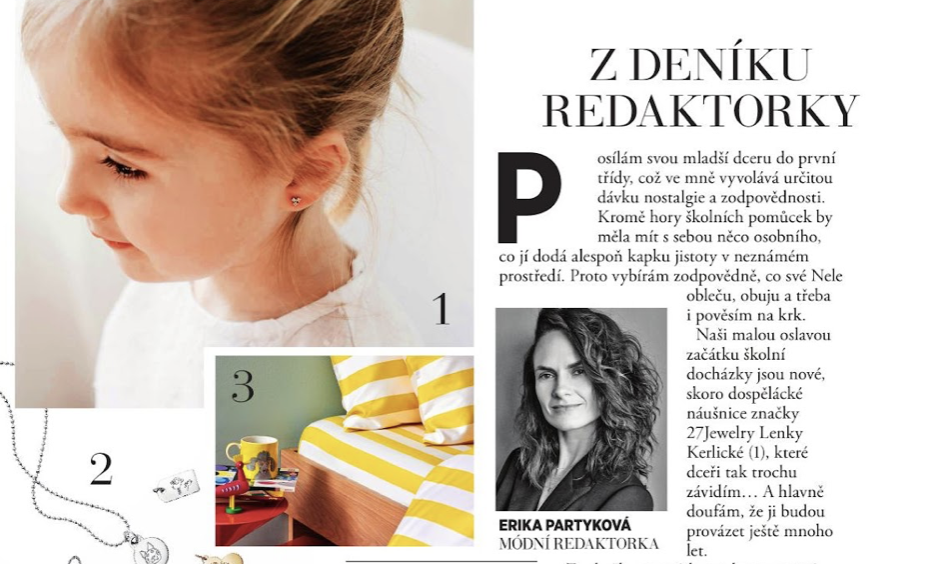 Z DENÍKU
REDAKTORKY
Posílám svou mladší dceru do první
třídy, což ve mně vyvolává určitou
dávku nostalgie a zodpovědnosti.
Kromě hory školních pomůcek by
měla mít s sebou něco osobního,
co jí dodá alespoň kapku jistoty v neznámém
prostředí. Proto vybírám zodpovědně, co své Nele
obleču, obuju a třeba
i pověsím na krk.
Naši malou oslavou
začátku školní
docházky jsou nové,
skoro dospělácké
náušnice značky
27Jewelry Lenky
Kerlické (1), které
dceři tak trochu
závidím… A hlavně
doufám, že ji budou
provázet ještě mnoho
let.
ERIKA PARTYKOVÁ
MÓDNÍ REDAKTORKA
1
3
2